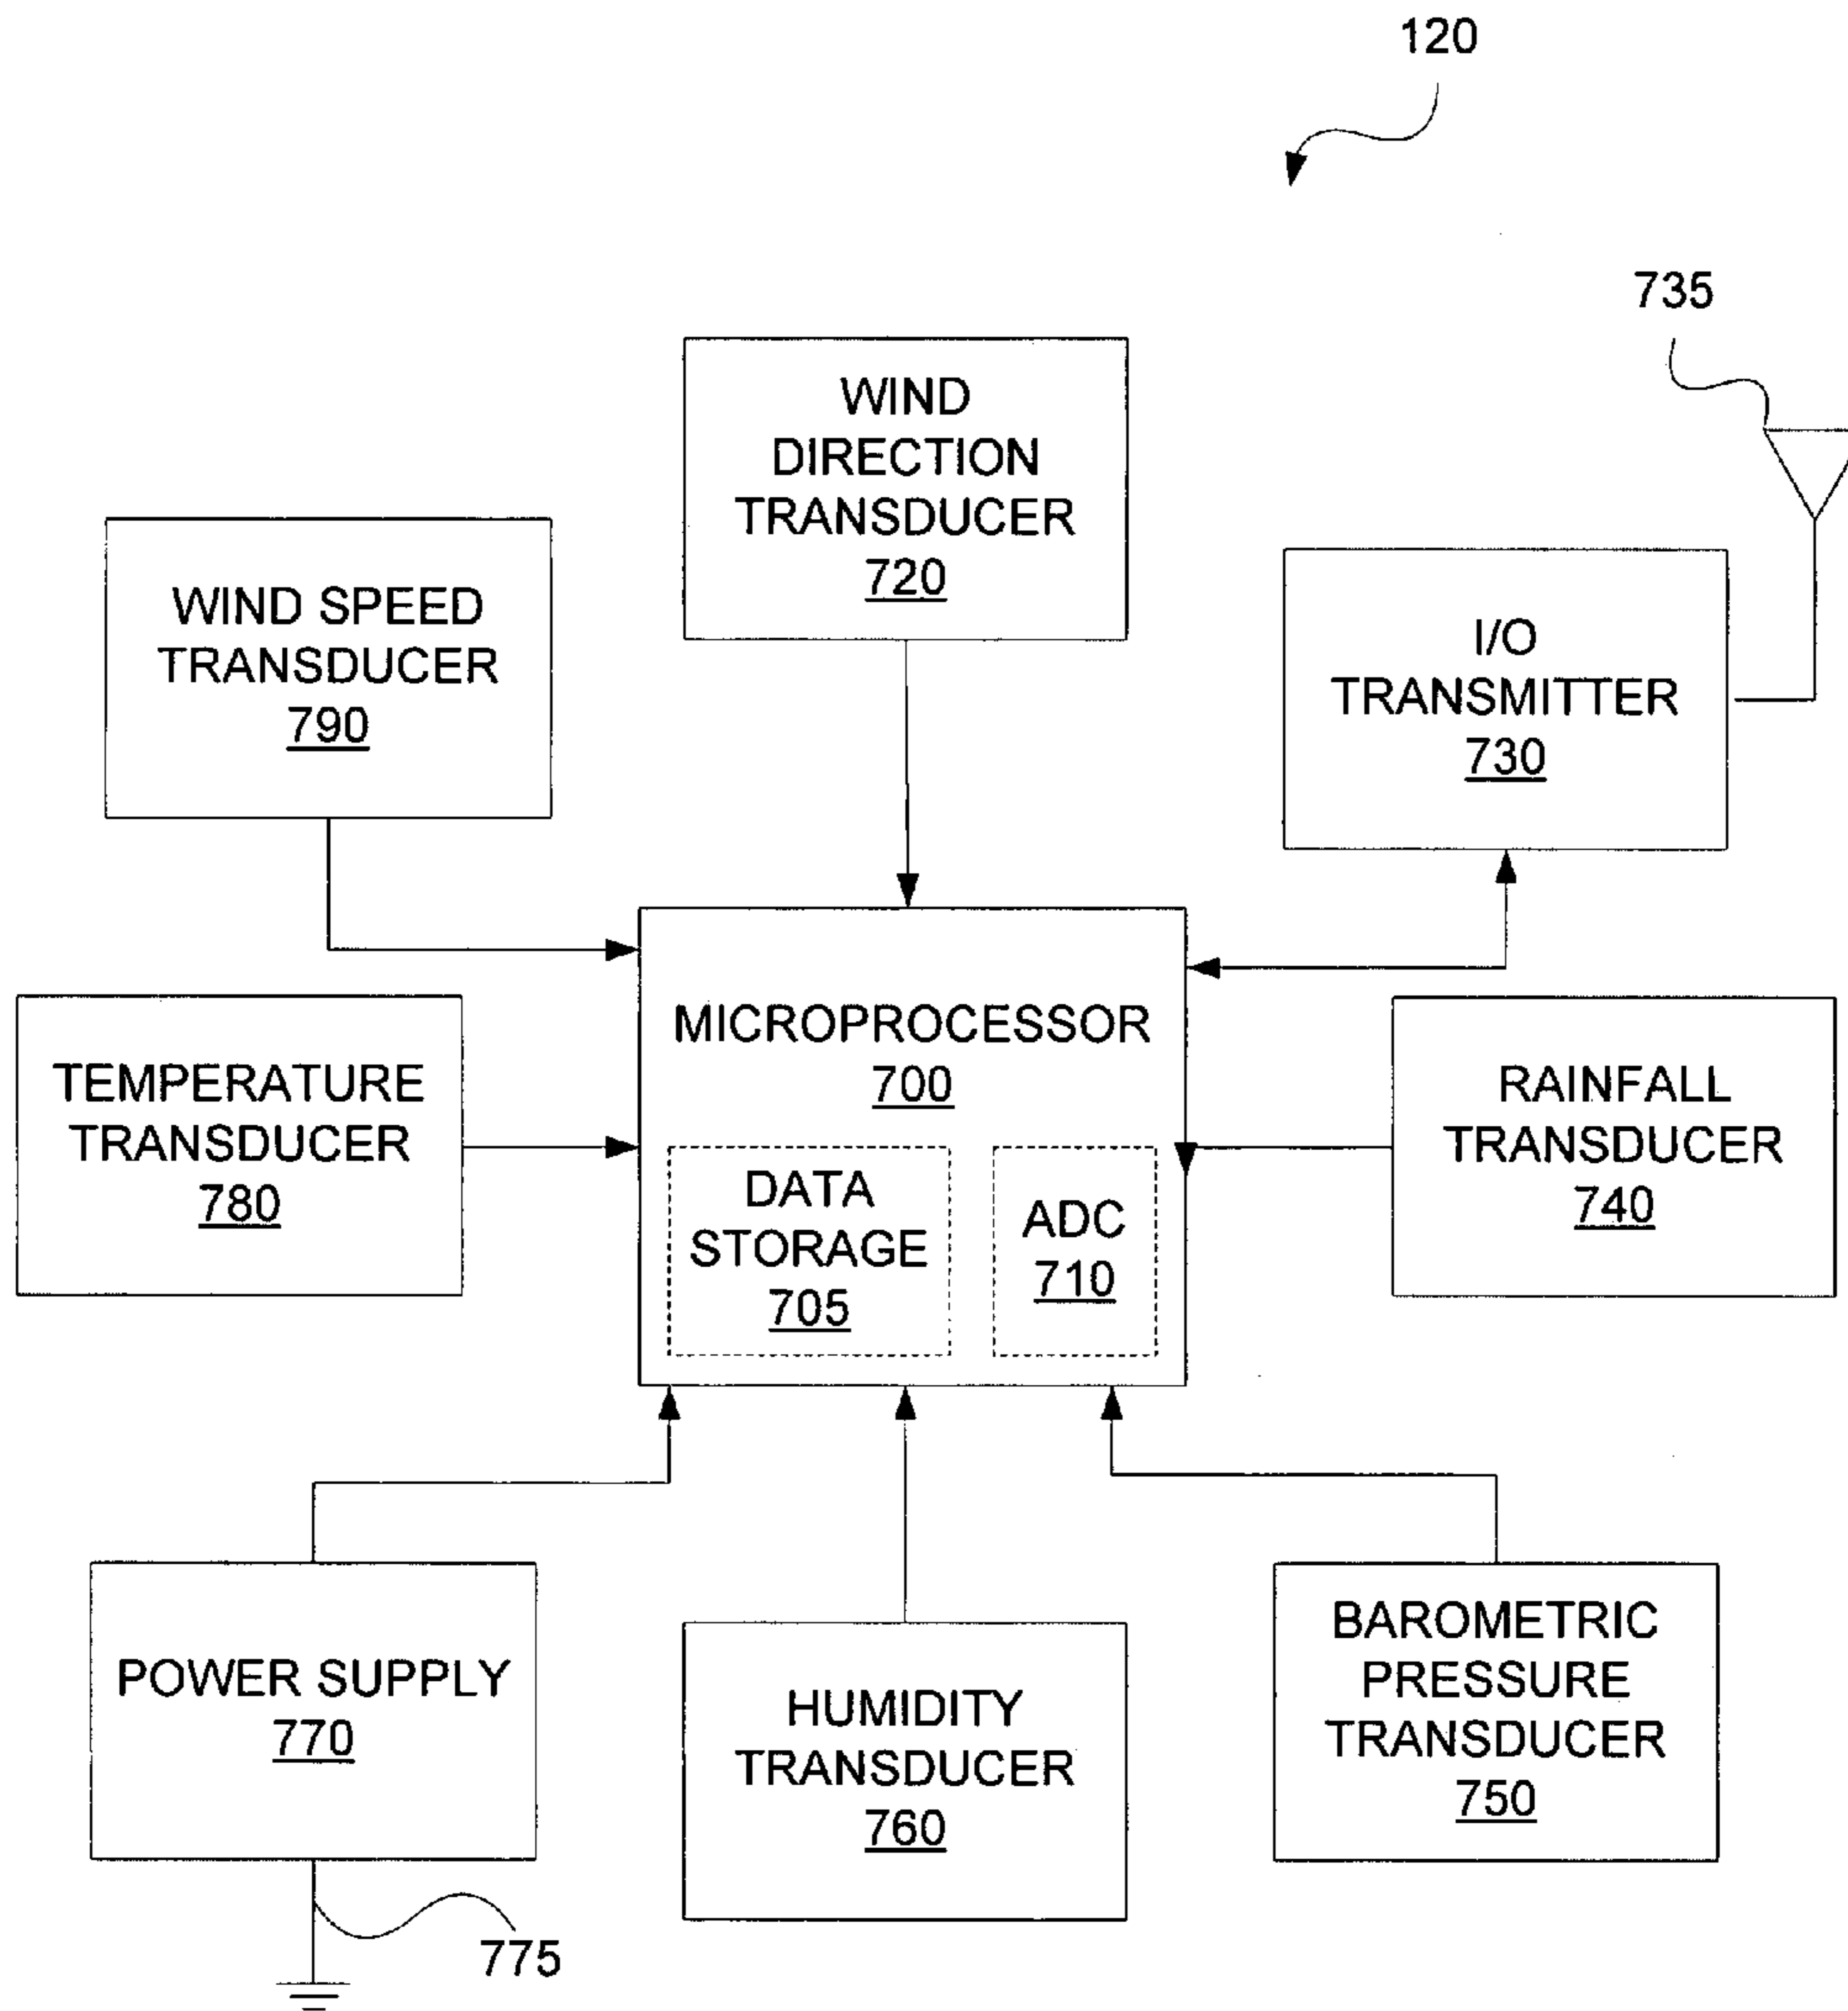 120
735
WIND
DIRECTION
TRANSDUCER
720
WIND SPEED
TRANSDUCER
790
I/O
TRANSMITTER
730
MICROPROCESSOR
700
TEMPERATURE
TRANSDUCER
780
DATA
STORAGE
705
ADC
710
RAINFALL
TRANSDUCER
740
POWER SUPPLY
770
HUMIDITY
TRANSDUCER
760
BAROMETRIC
PRESSURE
TRANSDUCER
750
775